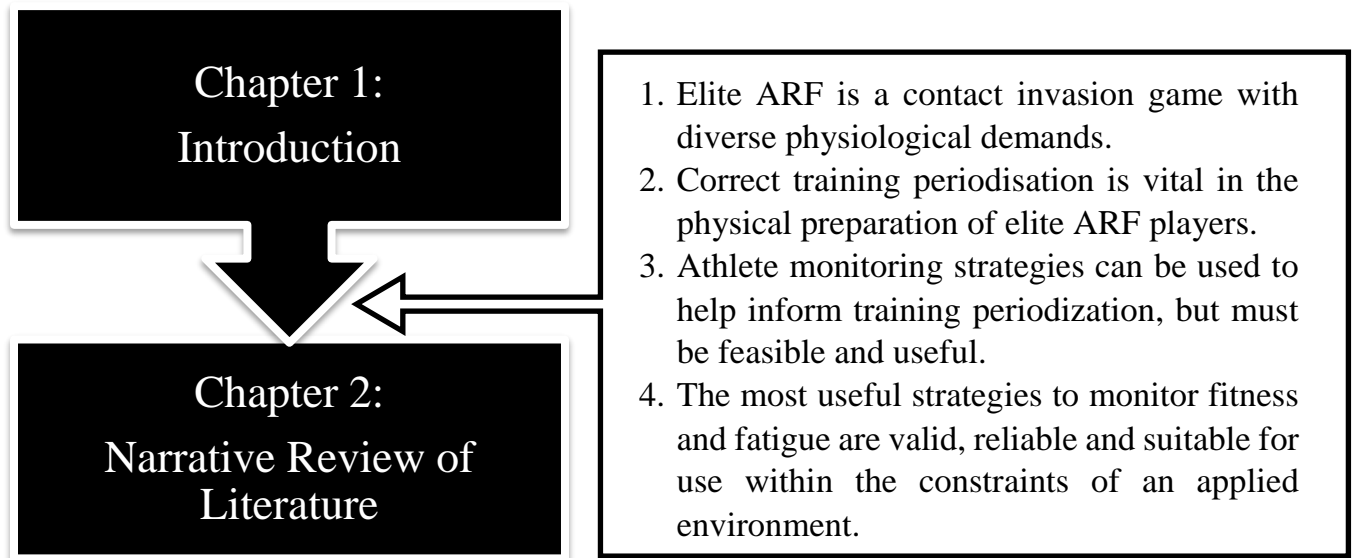 Chapter 1:
Introduction
1. Elite ARF is a contact invasion game with
diverse physiological demands.
2. Correct training periodisation is vital in the
physical preparation of elite ARF players.
3. Athlete monitoring strategies can be used to
help inform training periodization, but must
be feasible and useful.
4. The most useful strategies to monitor fitness
and fatigue are valid, reliable and suitable for
use within the constraints of an applied
environment.
Chapter 2:
Narrative Review of
Literature